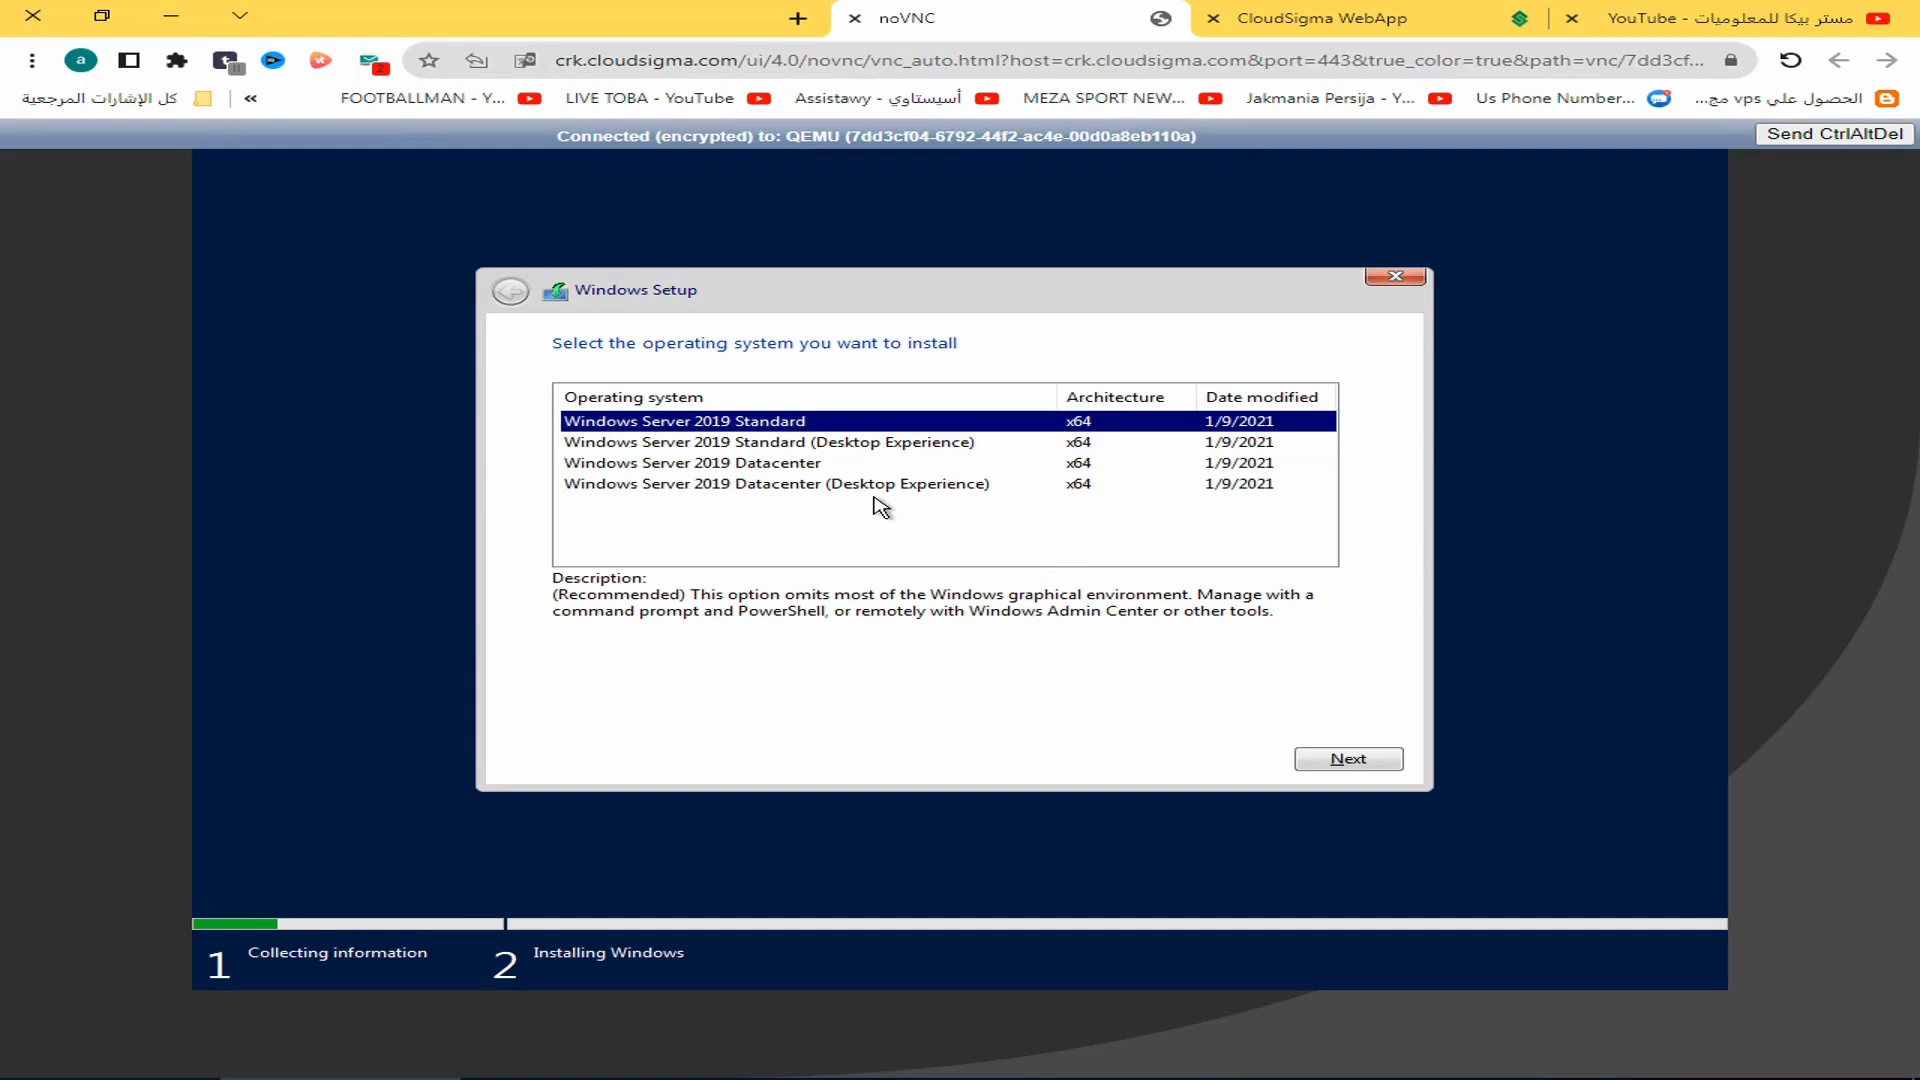 noVNC
CloudSigma WebApp
مستر بيكا للمعلوميات - YouTube
a
2
crk.cloudsigma.com/ui/4.0/novnc/vnc_auto.html?host=crk.cloudsigma.com&port=443&true_color=true&path=vnc/7dd3cf...
كل الإشارات المرجعية
«
FOOTBALLMAN - Y...
LIVE TOBA - YouTube
Assistawy - أسيستاوي
MEZA SPORT NEW...
Jakmania Persija - Y...
Us Phone Number...
الحصول علي vps مج...
Connected (encrypted) to: QEMU (7dd3cf04-6792-44f2-ac4e-00d0a8eb110a)
Send CtrlAltDel
Windows Setup
Select the operating system you want to install
Operating system Architecture Date modified
Windows Server 2019 Standard x64 1/9/2021
Windows Server 2019 Standard (Desktop Experience) x64 1/9/2021
Windows Server 2019 Datacenter x64 1/9/2021
Windows Server 2019 Datacenter (Desktop Experience) x64 1/9/2021
Description:
(Recommended) This option omits most of the Windows graphical environment. Manage with a
command prompt and PowerShell, or remotely with Windows Admin Center or other tools.
Next
1 Collecting information
2 Installing Windows